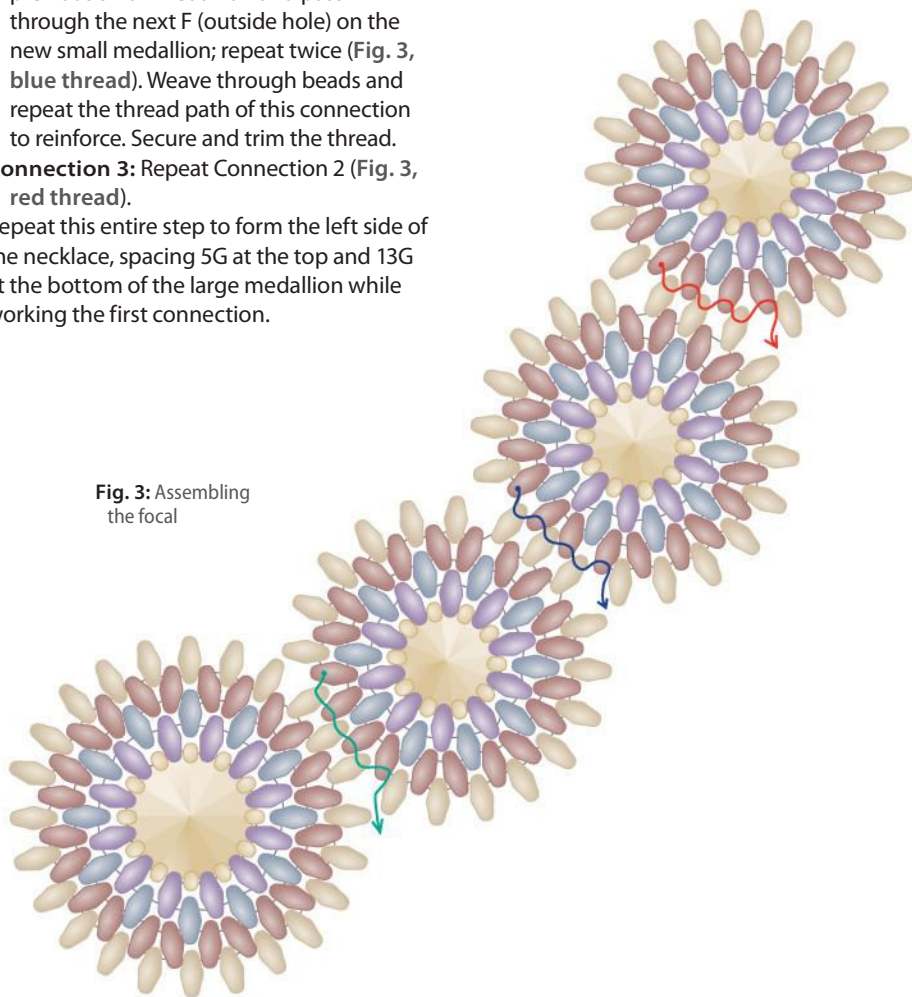 through the next F (outside hole) on the
new small medallion; repeat twice (Fig. 3,
blue thread). Weave through beads and
repeat the thread path of this connection
to reinforce. Secure and trim the thread.
onnection 3: Repeat Connection 2 (Fig. 3,
red thread).
epeat this entire step to form the left side of
ne necklace, spacing 5G at the top and 13G
t the bottom of the large medallion while
working the first connection.
Fig. 3: Assembling
the focal